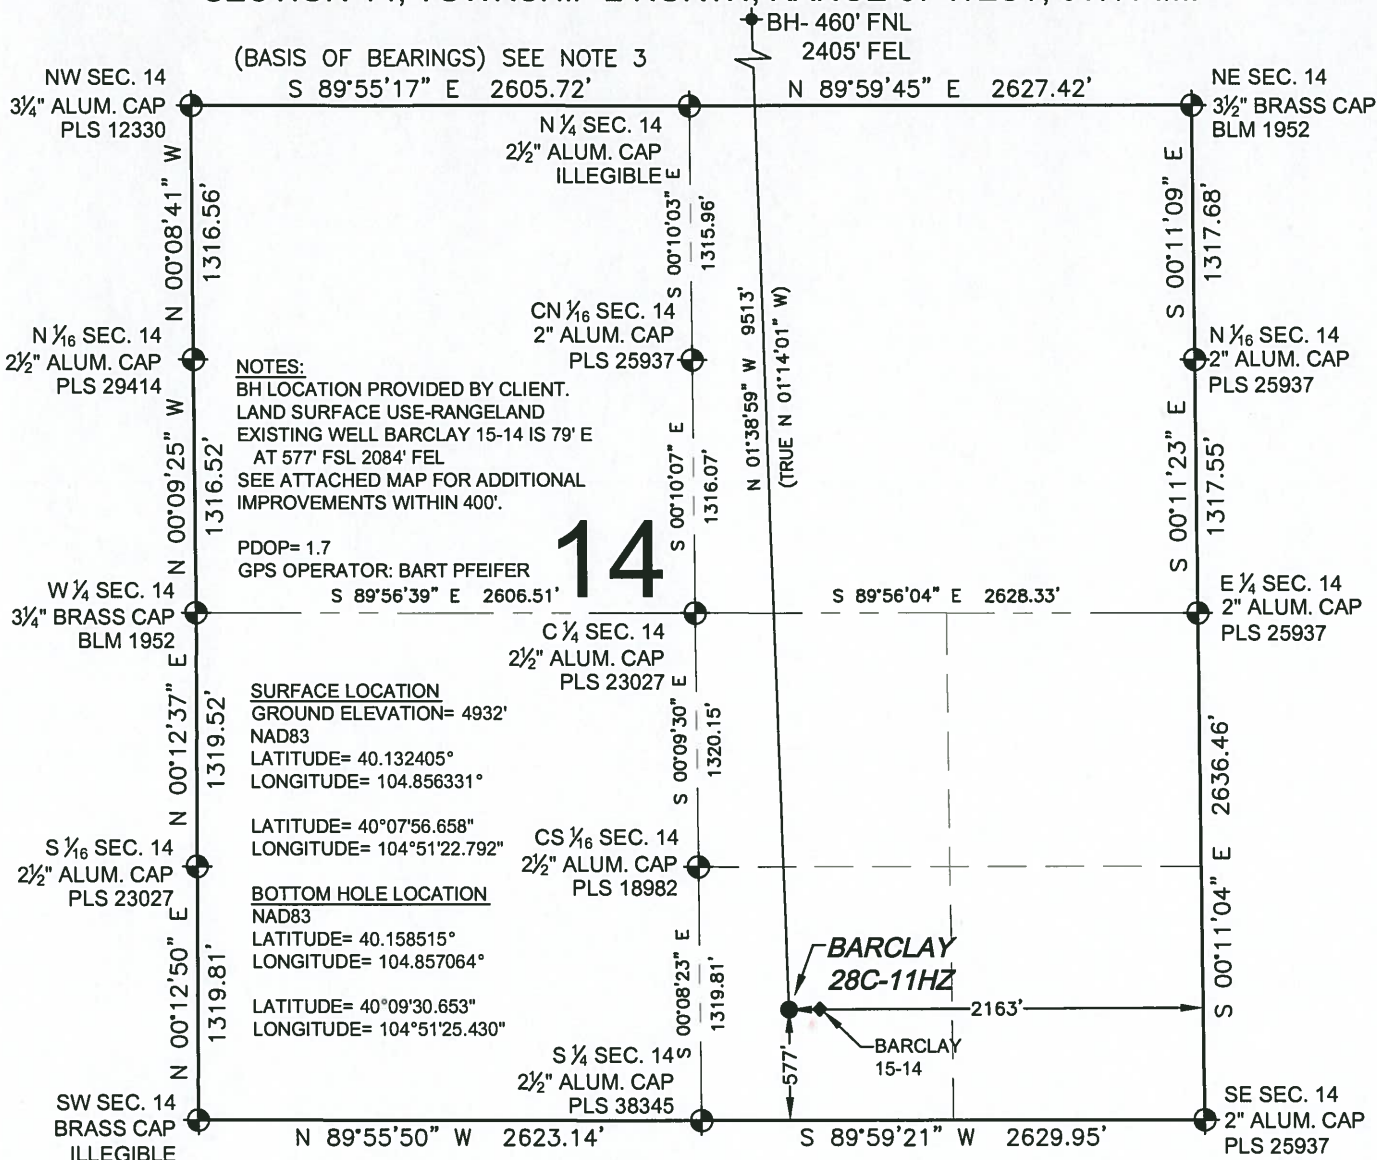 BH- 460' FNL
2405' FEL
(BASIS OF BEARINGS) SEE NOTE 3
S 89°55'17" E 2605.72'
N 89°59'45" E 2627.42'
NW SEC. 14
3¼" ALUM. CAP
PLS 12330
N ¼ SEC. 14
2½" ALUM. CAP
ILLEGIBLE
NE SEC. 14
3½" BRASS CAP
BLM 1952
N 00°08'41" W
1316.56'
S 00°10'03" E
1315.96'
S 00°11'09" E
1317.68'
N 1/16 SEC. 14
2½" ALUM. CAP
PLS 29414
CN 1/16 SEC. 14
2" ALUM. CAP
PLS 25937
N 1/16 SEC. 14
2" ALUM. CAP
PLS 25937
N 01°38'59" W 9513'
(TRUE N 01°14'01" W)
NOTES:
BH LOCATION PROVIDED BY CLIENT.
LAND SURFACE USE-RANGELAND
EXISTING WELL BARCLAY 15-14 IS 79' E
AT 577' FSL 2084' FEL
SEE ATTACHED MAP FOR ADDITIONAL
IMPROVEMENTS WITHIN 400'.
PDOP= 1.7
GPS OPERATOR: BART PFEIFER
N 00°09'25" W
1316.52'
S 00°10'07" E
1316.07'
S 00°11'23" E
1317.55'
14
W ¼ SEC. 14
3¼" BRASS CAP
BLM 1952
S 89°56'39" E 2606.51'
S 89°56'04" E 2628.33'
C ¼ SEC. 14
2½" ALUM. CAP
PLS 23027
E ¼ SEC. 14
2" ALUM. CAP
PLS 25937
N 00°12'37" E
1319.52'
SURFACE LOCATION
GROUND ELEVATION= 4932'
NAD83
LATITUDE= 40.132405°
LONGITUDE= 104.856331°
LATITUDE= 40°07'56.658"
LONGITUDE= 104°51'22.792"
BOTTOM HOLE LOCATION
NAD83
LATITUDE= 40.158515°
LONGITUDE= 104.857064°
LATITUDE= 40°09'30.653"
LONGITUDE= 104°51'25.430"
S 00°09'30" E
1320.15'
S 00°11'04" E 2636.46'
S 1/16 SEC. 14
2½" ALUM. CAP
PLS 23027
CS 1/16 SEC. 14
2½" ALUM. CAP
PLS 18982
N 00°12'50" E
1319.81'
S 00°08'23" E
1319.81'
BARCLAY
28C-11HZ
2163'
577'
BARCLAY
15-14
SW SEC. 14
BRASS CAP
ILLEGIBLE
S ¼ SEC. 14
2½" ALUM. CAP
PLS 38345
SE SEC. 14
2" ALUM. CAP
PLS 25937
N 89°55'50" W 2623.14'
S 89°59'21" W 2629.95'